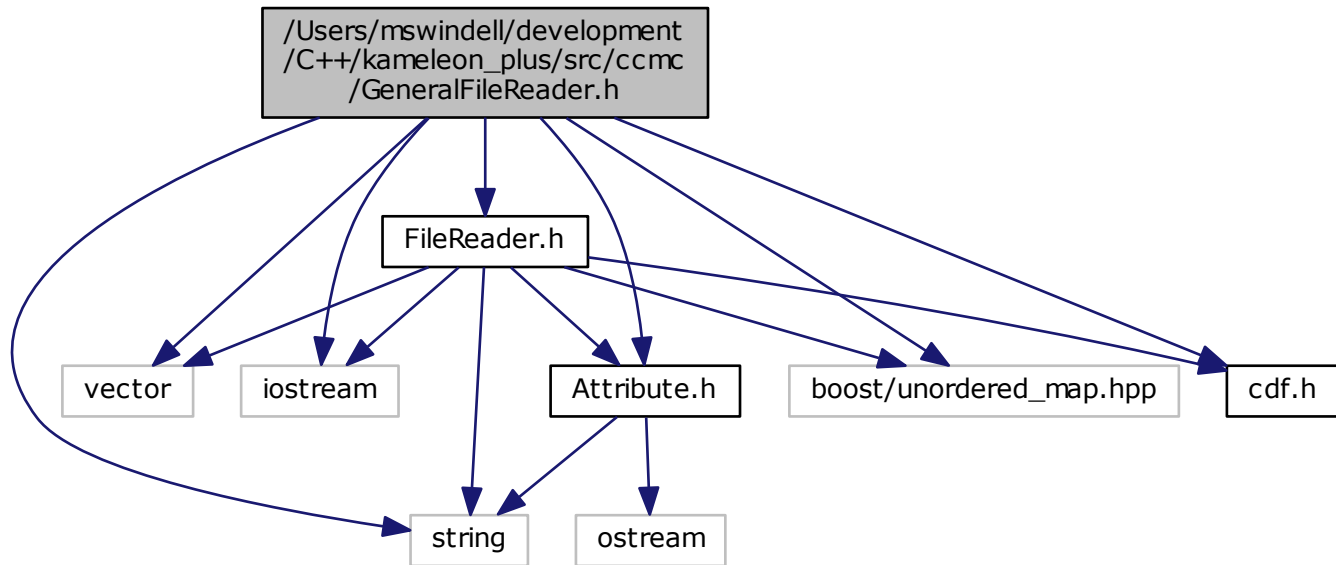 /Users/mswindell/development
/C++/kameleon_plus/src/ccmc
/GeneralFileReader.h
FileReader.h
vector
iostream
Attribute.h
boost/unordered_map.hpp
cdf.h
string
ostream